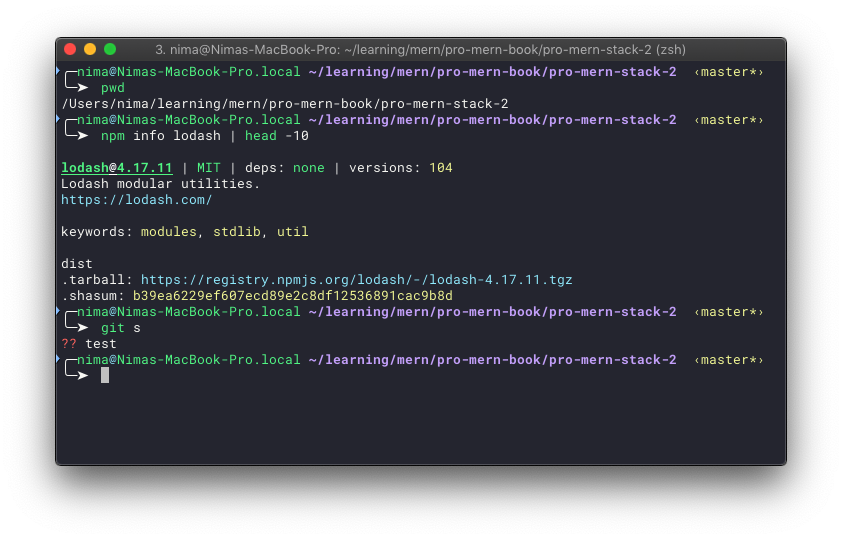 3. nima@Nimas-MacBook-Pro: ~/learning/mern/pro-mern-book/pro-mern-stack-2 (zsh)
╭─nima@Nimas-MacBook-Pro.local ~/learning/mern/pro-mern-book/pro-mern-stack-2 ‹master*›
╰─➤ pwd
/Users/nima/learning/mern/pro-mern-book/pro-mern-stack-2
╭─nima@Nimas-MacBook-Pro.local ~/learning/mern/pro-mern-book/pro-mern-stack-2 ‹master*›
╰─➤ npm info lodash | head -10
lodash@4.17.11 | MIT | deps: none | versions: 104
Lodash modular utilities.
https://lodash.com/
keywords: modules, stdlib, util
dist
.tarball: https://registry.npmjs.org/lodash/-/lodash-4.17.11.tgz
.shasum: b39ea6229ef607ecd89e2c8df12536891cac9b8d
╭─nima@Nimas-MacBook-Pro.local ~/learning/mern/pro-mern-book/pro-mern-stack-2 ‹master*›
╰─➤ git s
?? test
╭─nima@Nimas-MacBook-Pro.local ~/learning/mern/pro-mern-book/pro-mern-stack-2 ‹master*›
╰─➤